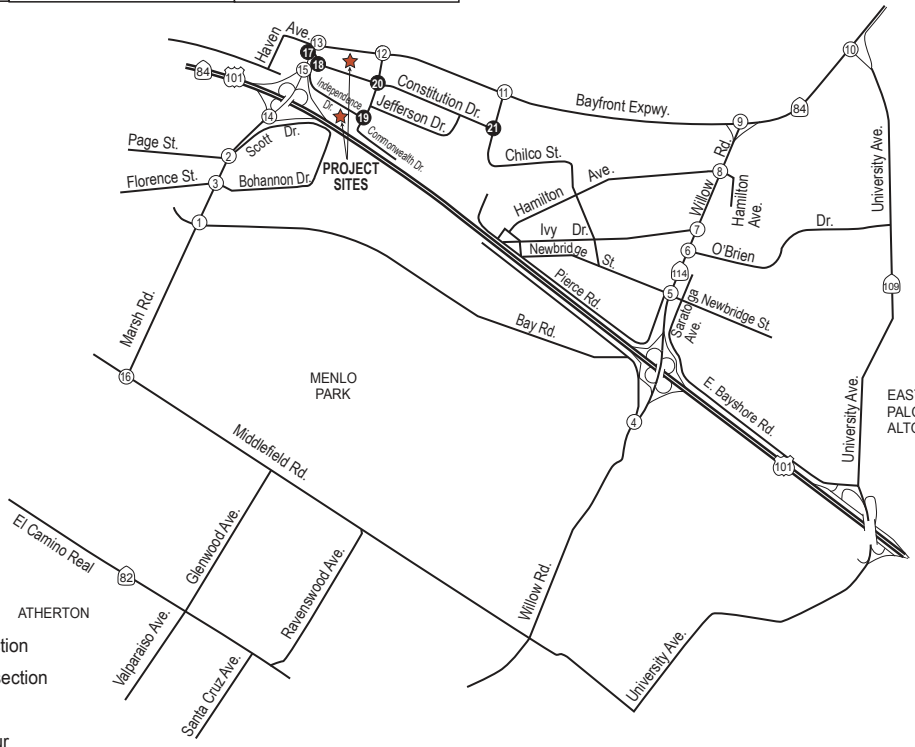 Haven
Ave.
13
12
10
17
18
15
84
101
20
Constitution Dr.
11
Bayfront Expwy.
84
Independence
Dr.
Jefferson Dr.
19
21
9
14
Scott Dr.
Commonwealth Dr.
Chilco St.
Rd.
University Ave.
Page St.
2
PROJECT
SITES
8
Florence St.
3
Bohannon Dr.
Hamilton Ave.
Willow
Hamilton
Ave.
1
Ivy Dr.
7
Dr.
Newbridge St.
6
O'Brien
114
109
Pierce Rd.
5
Saratoga
Ave.
Newbridge St.
Marsh Rd.
Bay Rd.
16
MENLO
PARK
E. Bayshore Rd.
University Ave.
EAST
PALO
ALTO
4
Middlefield Rd.
101
El Camino Real
Glenwood Ave.
82
Ravenswood Ave.
Willow Rd.
ATHERTON
Valparaiso Ave.
University Ave.
tion
section
Santa Cruz Ave.
ur